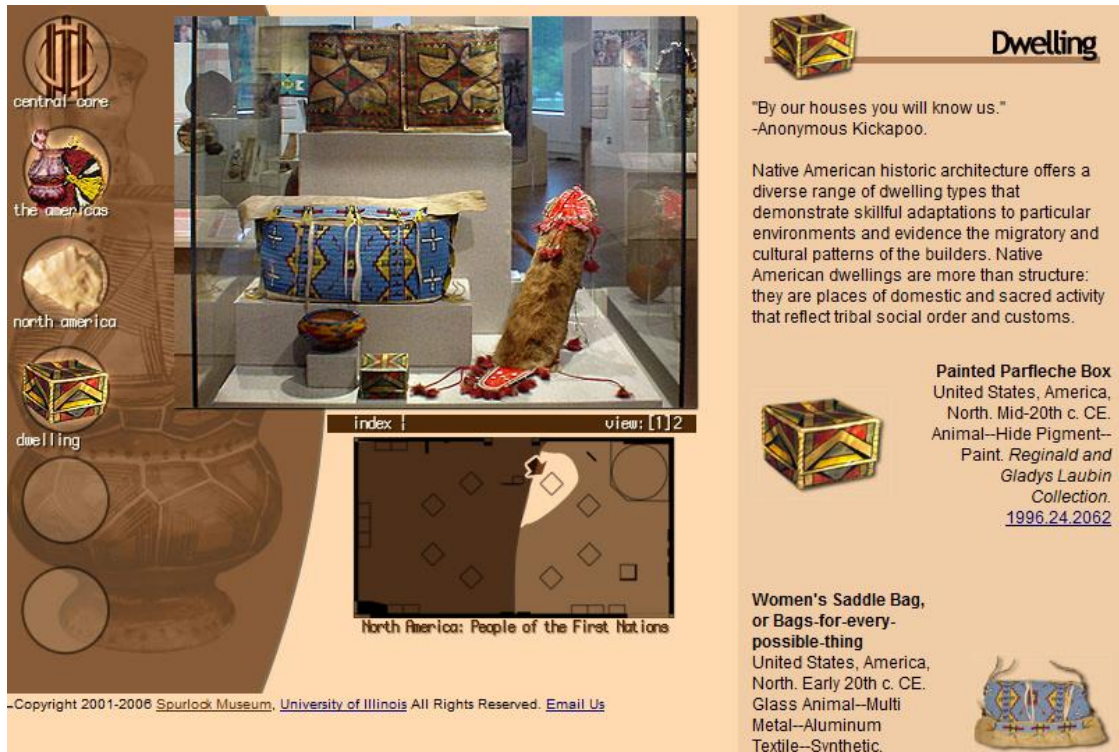 central core
the americas
north america
dwelling
index |
view: [1] 2
North America: People of the First Nations
Copyright 2001-2006 Spurlock Museum, University of Illinois All Rights Reserved. Email Us
Dwelling
"By our houses you will know us."
-Anonymous Kickapoo.
Native American historic architecture offers a
diverse range of dwelling types that
demonstrate skillful adaptations to particular
environments and evidence the migratory and
cultural patterns of the builders. Native
American dwellings are more than structure:
they are places of domestic and sacred activity
that reflect tribal social order and customs.
Painted Parfleche Box
United States, America,
North. Mid-20th c. CE.
Animal--Hide Pigment--
Paint. Reginald and
Gladys Laubin
Collection.
1996.24.2062
Women's Saddle Bag,
or Bags-for-every-
possible-thing
United States, America,
North. Early 20th c. CE.
Glass Animal--Multi
Metal--Aluminum
Textile--Synthetic.